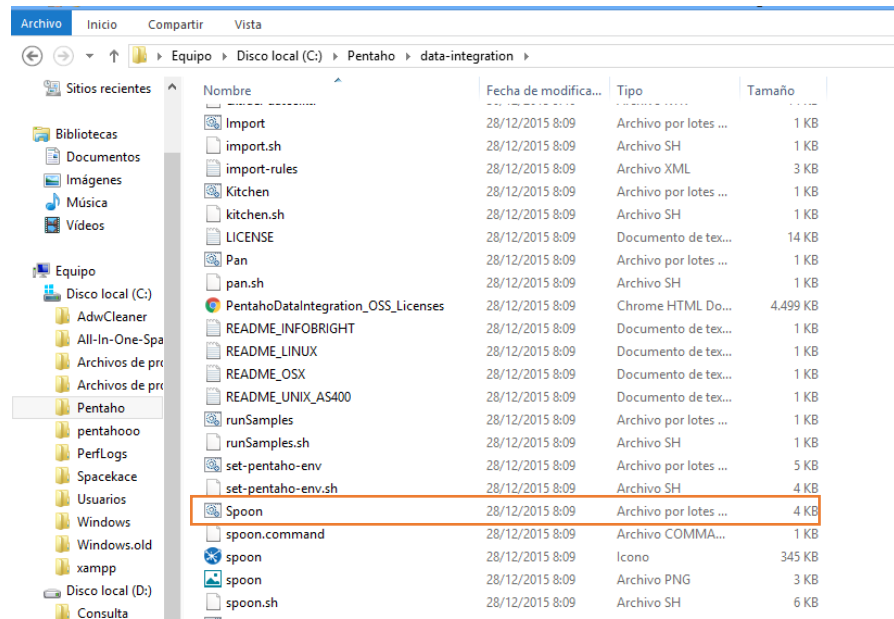 Archivo Inicio Compartir Vista
Equipo Disco local (C:) Pentaho data-integration
Sitios recientes
Bibliotecas
Documentos
Imágenes
Música
Vídeos
Equipo
Disco local (C:)
AdwCleaner
All-In-One-Spa
Archivos de pro
Archivos de pro
Pentaho
pentahooo
PerfLogs
Spacekace
Usuarios
Windows
Windows.old
xampp
Disco local (D:)
Consulta
Nombre Fecha de modifica... Tipo Tamaño
Import 28/12/2015 8:09 Archivo por lotes ... 1 KB
import.sh 28/12/2015 8:09 Archivo SH 1 KB
import-rules 28/12/2015 8:09 Archivo XML 3 KB
Kitchen 28/12/2015 8:09 Archivo por lotes ... 1 KB
kitchen.sh 28/12/2015 8:09 Archivo SH 1 KB
LICENSE 28/12/2015 8:09 Documento de tex... 14 KB
Pan 28/12/2015 8:09 Archivo por lotes ... 1 KB
pan.sh 28/12/2015 8:09 Archivo SH 1 KB
PentahoDataIntegration_OSS_Licenses 28/12/2015 8:09 Chrome HTML Do... 4.499 KB
README_INFOBRIGHT 28/12/2015 8:09 Documento de tex... 1 KB
README_LINUX 28/12/2015 8:09 Documento de tex... 1 KB
README_OSX 28/12/2015 8:09 Documento de tex... 1 KB
README_UNIX_AS400 28/12/2015 8:09 Documento de tex... 1 KB
runSamples 28/12/2015 8:09 Archivo por lotes ... 1 KB
runSamples.sh 28/12/2015 8:09 Archivo SH 1 KB
set-pentaho-env 28/12/2015 8:09 Archivo por lotes ... 5 KB
set-pentaho-env.sh 28/12/2015 8:09 Archivo SH 4 KB
Spoon 28/12/2015 8:09 Archivo por lotes ... 4 KB
spoon.command 28/12/2015 8:09 Archivo COMMA... 1 KB
spoon 28/12/2015 8:09 Icono 345 KB
spoon 28/12/2015 8:09 Archivo PNG 3 KB
spoon.sh 28/12/2015 8:09 Archivo SH 6 KB